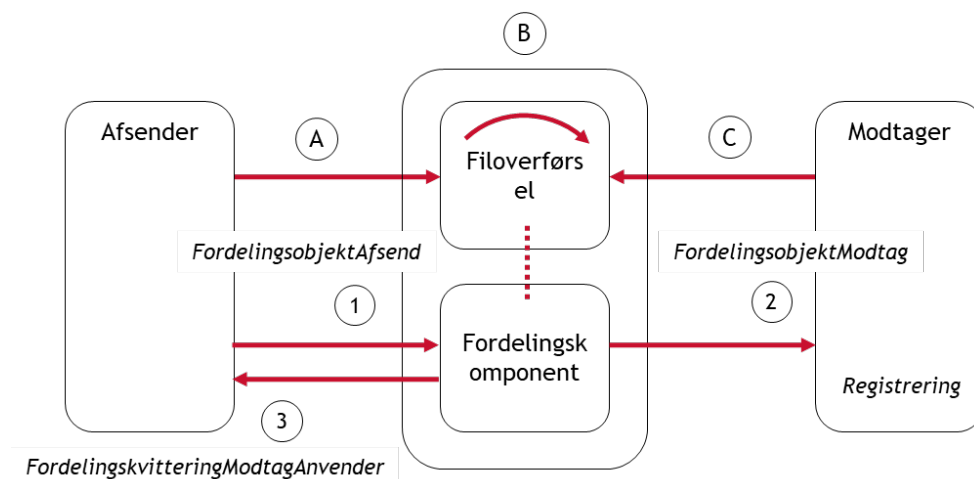 B
Afsender
A
Filoverførs
el
C
Modtager
FordelingsobjektAfsend
FordelingsobjektModtag
1
Fordelingsk
omponent
2
Registrering
3
FordelingskvitteringModtagAnvender